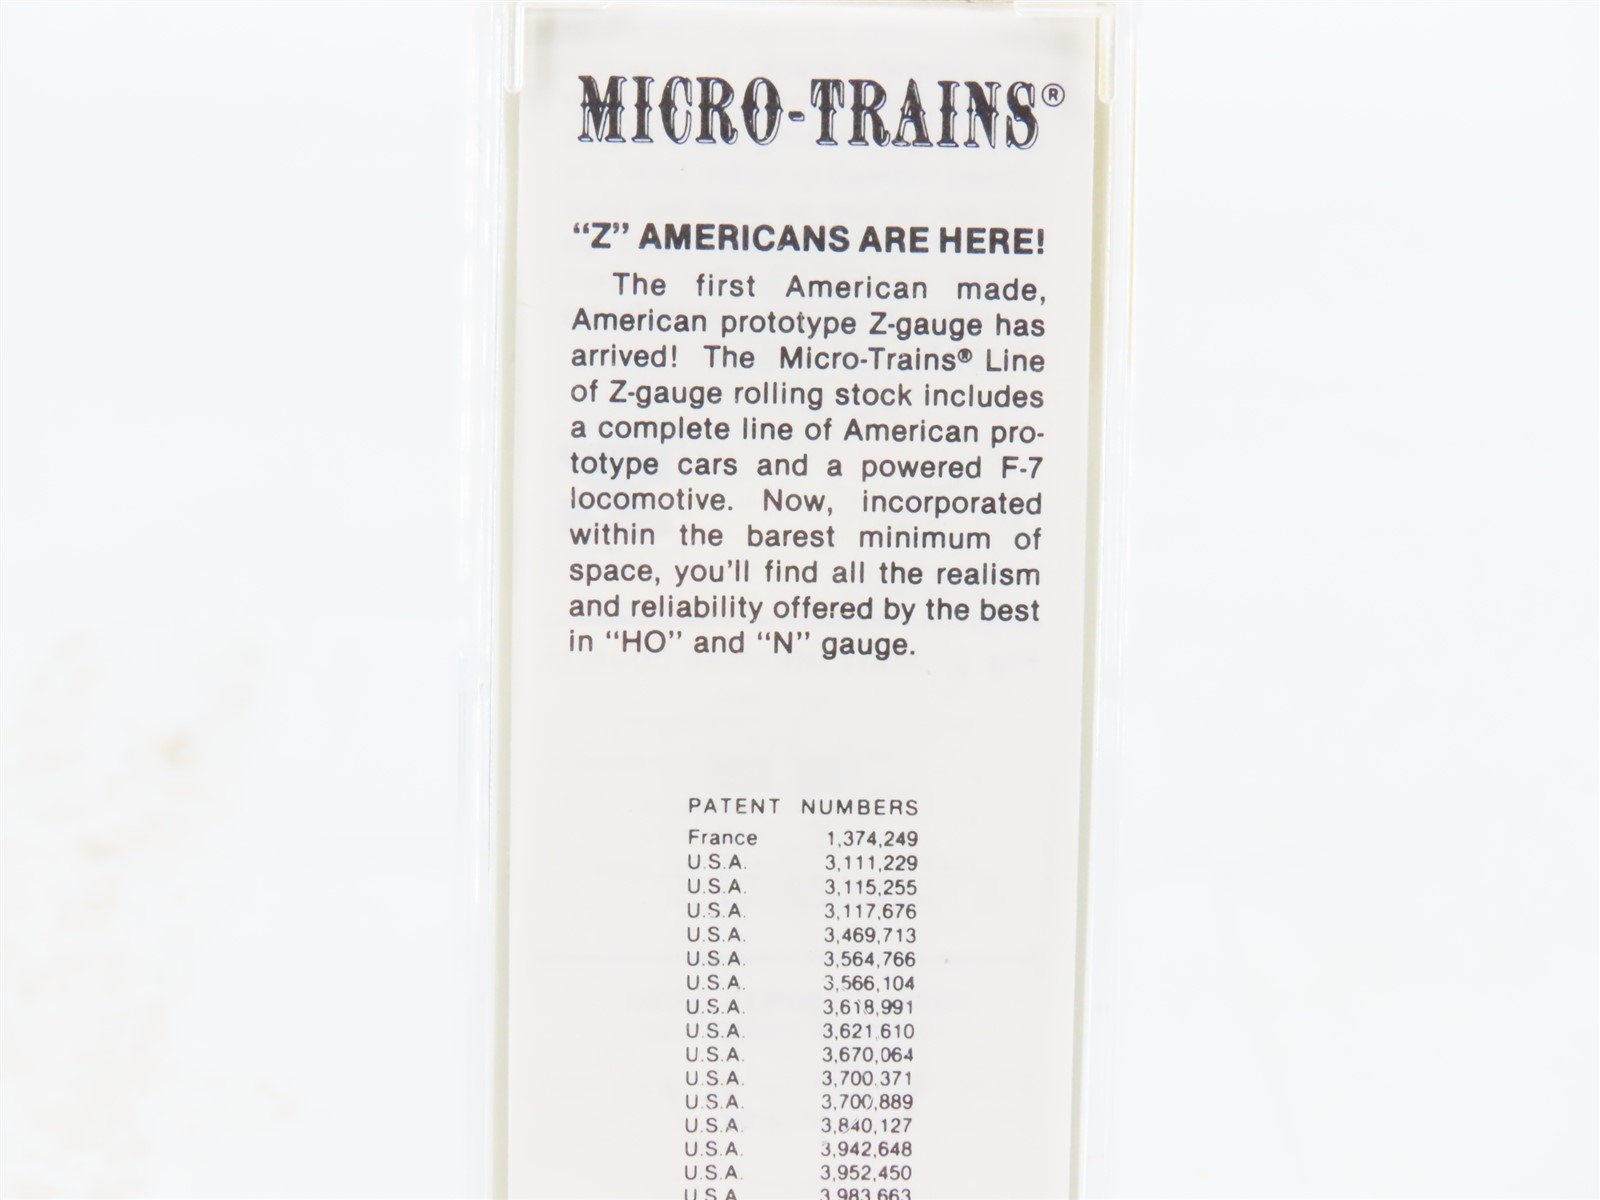 MICRO-TRAINS®
“Z” AMERICANS ARE HERE!
The first American made,
American prototype Z-gauge has
arrived! The Micro-Trains® Line
of Z-gauge rolling stock includes
a complete line of American pro-
totype cars and a powered F-7
locomotive. Now, incorporated
within the barest minimum of
space, you'll find all the realism
and reliability offered by the best
in “HO” and “N” gauge.
PATENT NUMBERS
France 1,374,249
U.S.A. 3,111,229
U.S.A. 3,115,255
U.S.A. 3,117,676
U.S.A. 3,469,713
U.S.A. 3,564,766
U.S.A. 3,566,104
U.S.A. 3,618,991
U.S.A. 3,621,610
U.S.A. 3,670,064
U.S.A. 3,700,371
U.S.A. 3,700,889
U.S.A. 3,840,127
U.S.A. 3,942,648
U.S.A. 3,952,450
U.S.A. 3,983,663